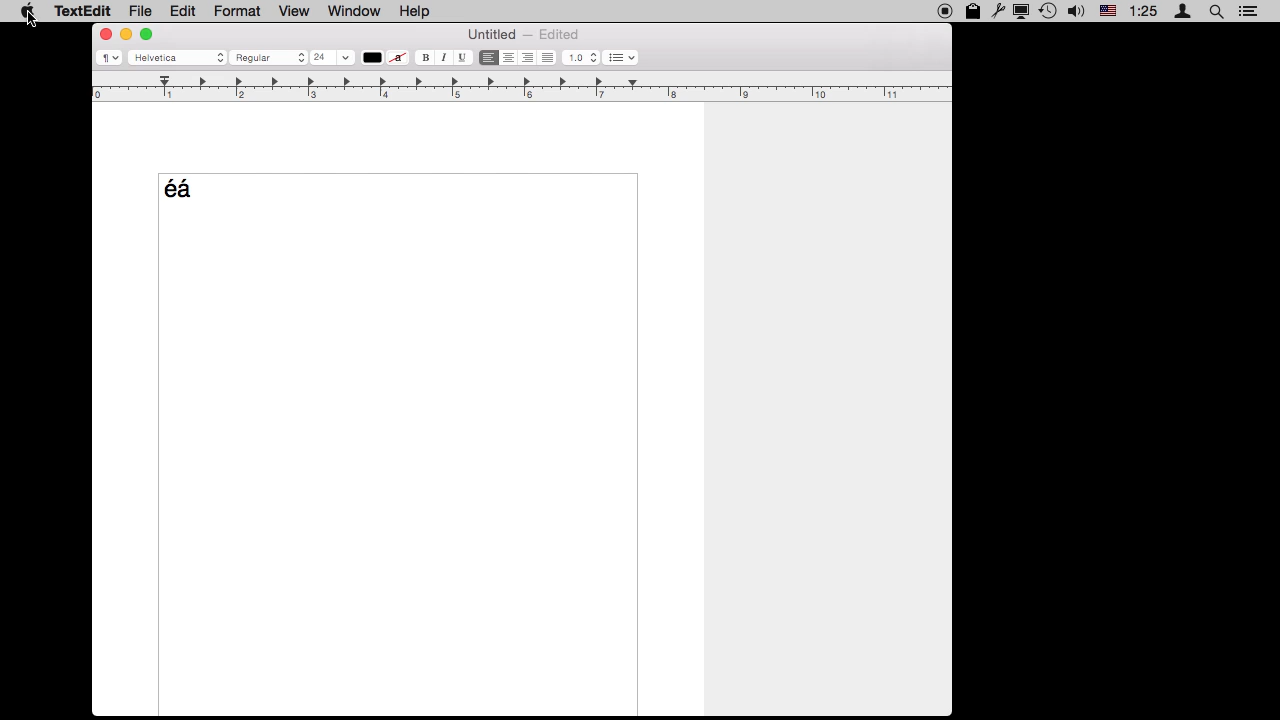 TextEdit File Edit Format View Window Help 1:25
Untitled — Edited
¶ Helvetica Regular 24 a B I U 1.0
0 1 2 3 4 5 6 7 8 9 10 11
éá